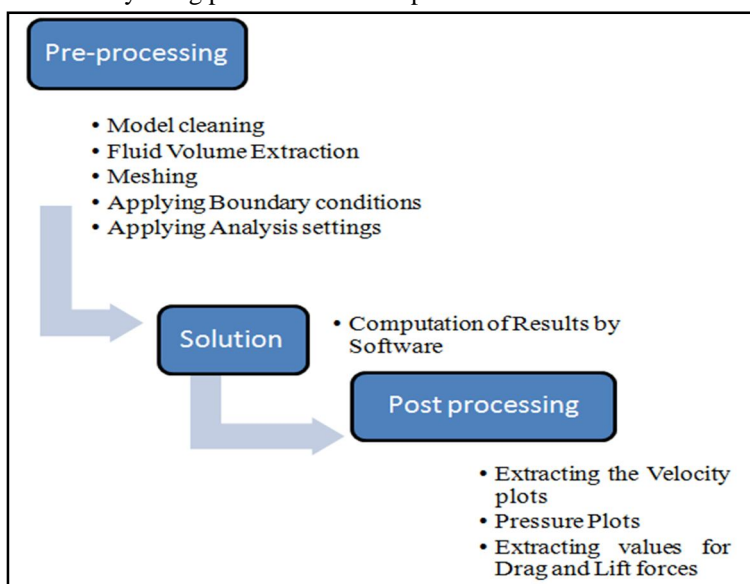 Pre-processing
• Model cleaning
• Fluid Volume Extraction
• Meshing
• Applying Boundary conditions
• Applying Analysis settings
Solution
• Computation of Results by
Software
Post processing
• Extracting the Velocity
plots
• Pressure Plots
• Extracting values for
Drag and Lift forces